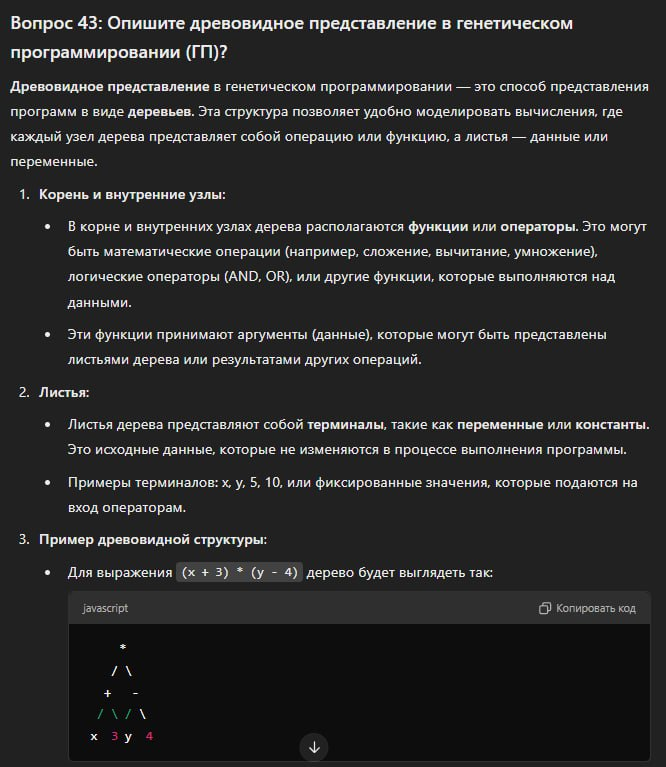 Вопрос 43: Опишите древовидное представление в генетическом
программировании (ГП)?
Древовидное представление в генетическом программировании — это способ представления
программ в виде деревьев. Эта структура позволяет удобно моделировать вычисления, где
каждый узел дерева представляет собой операцию или функцию, а листья — данные или
переменные.
1. Корень и внутренние узлы:
• В корне и внутренних узлах дерева располагаются функции или операторы. Это могут
быть математические операции (например, сложение, вычитание, умножение),
логические операторы (AND, OR), или другие функции, которые выполняются над
данными.
• Эти функции принимают аргументы (данные), которые могут быть представлены
листьями дерева или результатами других операций.
2. Листья:
• Листья дерева представляют собой терминалы, такие как переменные или константы.
Это исходные данные, которые не изменяются в процессе выполнения программы.
• Примеры терминалов: x, y, 5, 10, или фиксированные значения, которые подаются на
вход операторам.
3. Пример древовидной структуры:
• Для выражения (x + 3) * (y - 4) дерево будет выглядеть так:
javascript Копировать код
*
/ \
+ -
/ \ / \
x 3 y 4